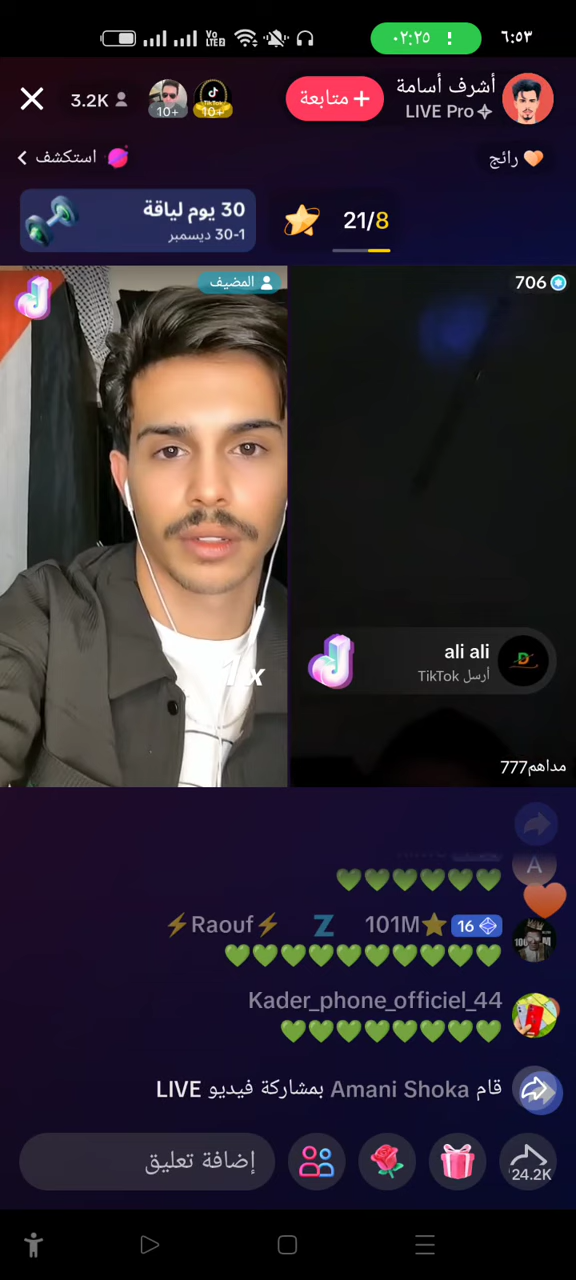 VoLTE2
٠٢:٢٥
٦:٥٣
أشرف أسامة
LIVE Pro
+ متابعة
3.2K
10+
TikTok
10+
رائج
استكشف
21/8
30 يوم لياقة
1-30 ديسمبر
المضيف
706
ali ali
أرسل TikTok
1x
مداهم777
A
⚡Raouf⚡ Z 101M⭐ 16
💚💚💚💚💚💚
💚💚💚💚💚💚💚💚💚💚
Kader_phone_officiel_44
💚💚💚💚💚💚💚💚
قام Amani Shoka بمشاركة فيديو LIVE
إضافة تعليق
24.2K